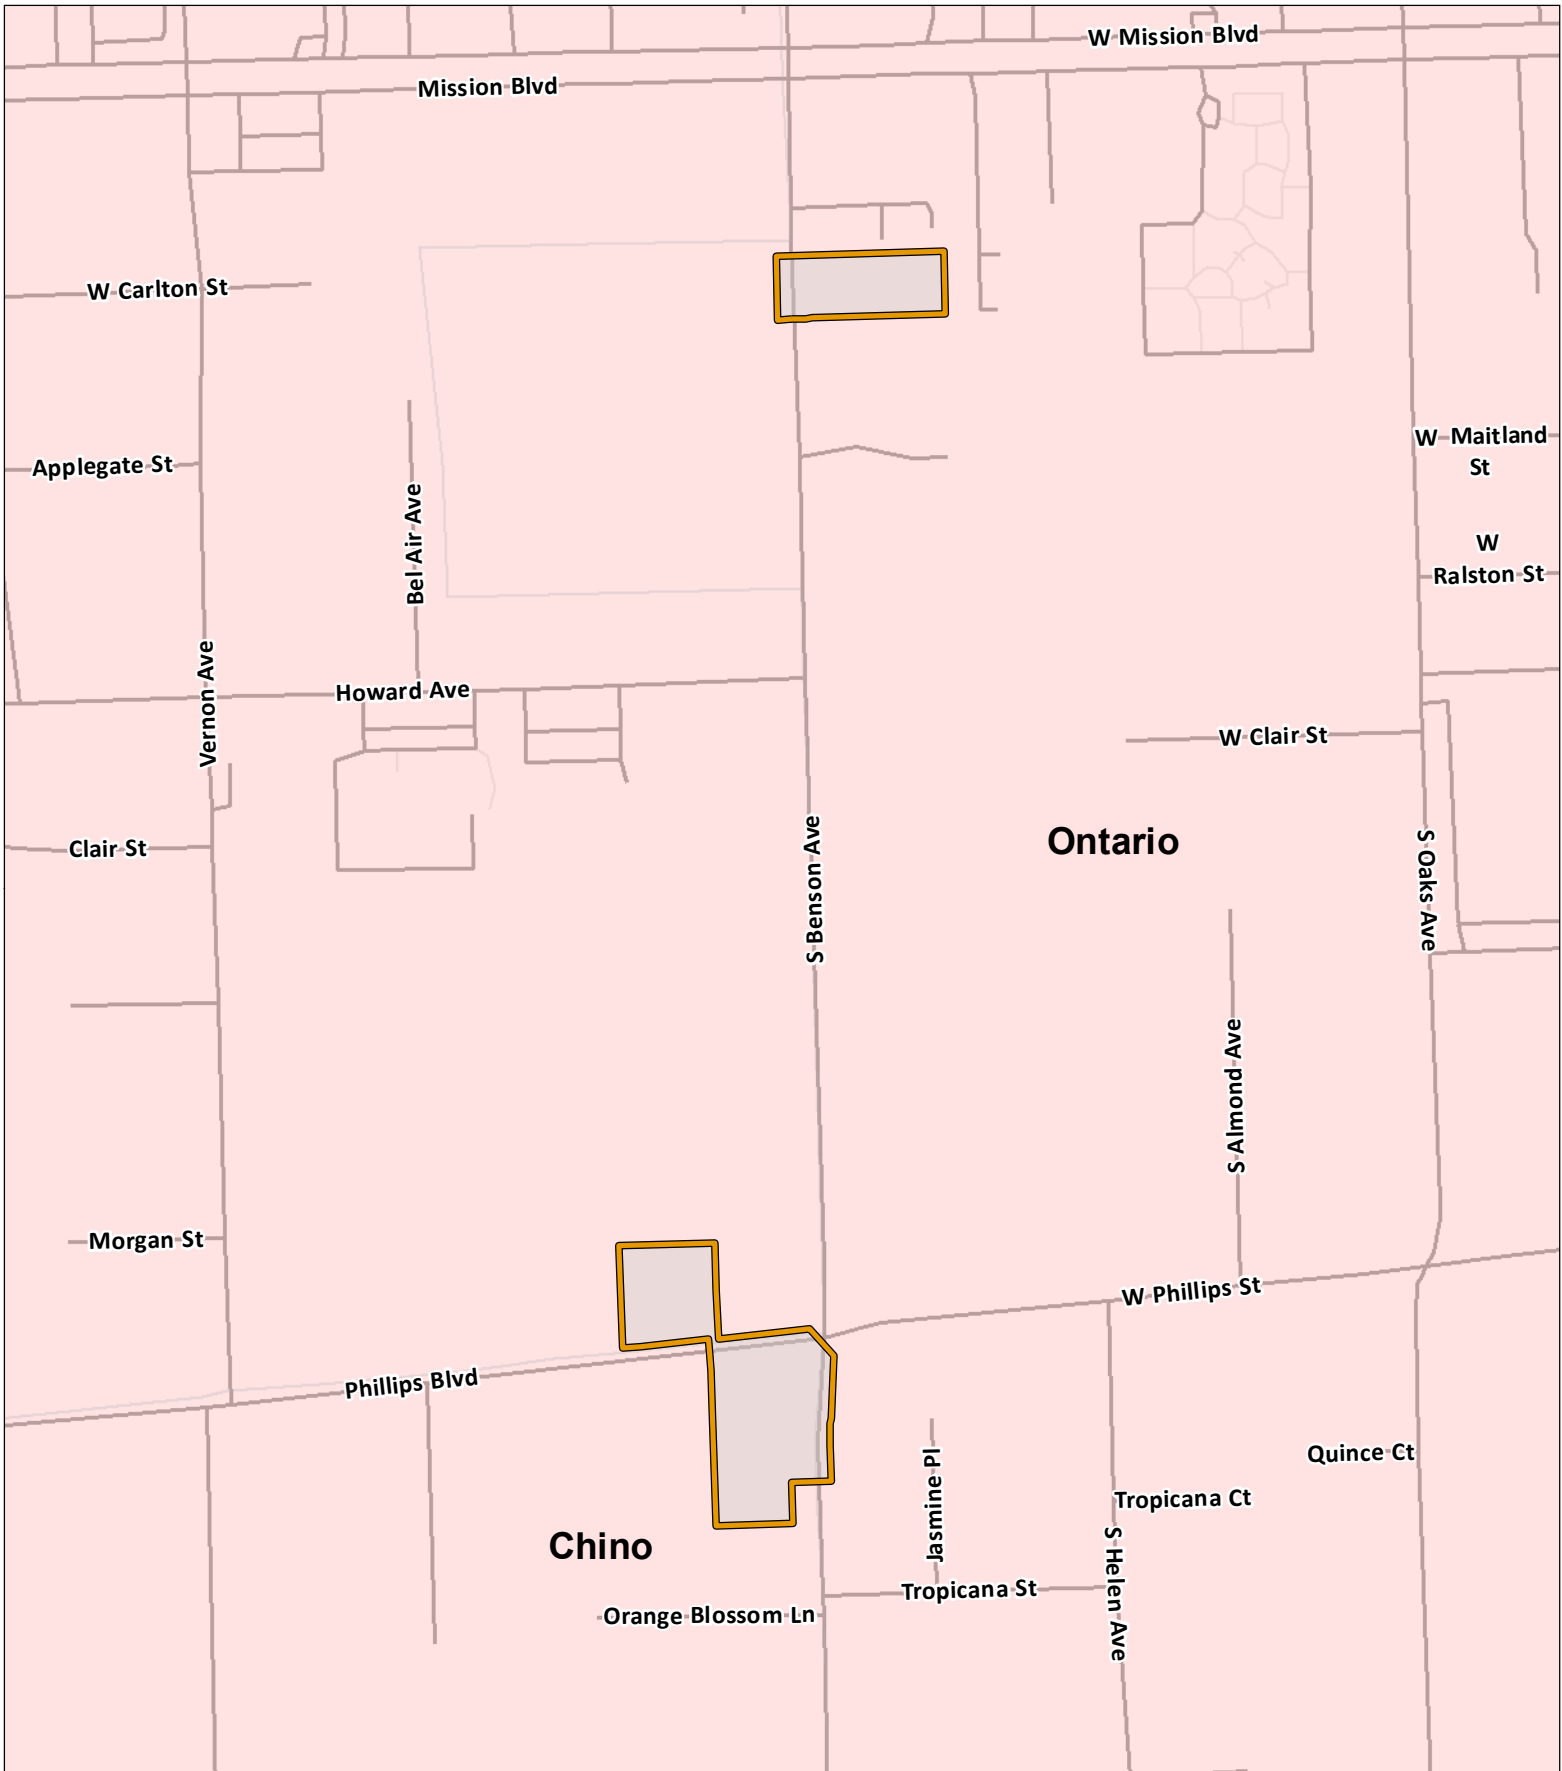 W Mission Blvd
Mission Blvd
W Carlton St
Applegate St
W Maitland
St
Bel Air Ave
W
Ralston St
Vernon Ave
Howard Ave
W Clair St
Clair St
Ontario
S Benson Ave
S Oaks Ave
S Almond Ave
Morgan St
W Phillips St
Phillips Blvd
Quince Ct
Jasmine Pl
Tropicana Ct
Chino
S Helen Ave
Tropicana St
Orange Blossom Ln